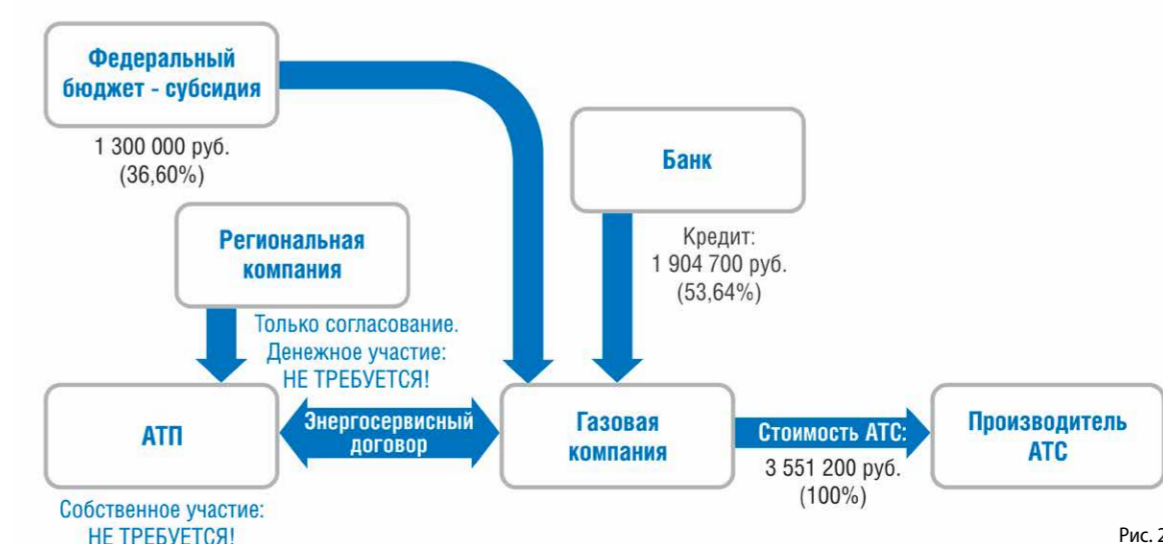 Федеральный
бюджет - субсидия
1 300 000 руб.
(36,60%)
Банк
Кредит:
1 904 700 руб.
(53,64%)
Региональная
компания
Только согласование.
Денежное участие:
НЕ ТРЕБУЕТСЯ!
АТП
Энергосервисный
договор
Газовая
компания
Стоимость АТС:
3 551 200 руб.
(100%)
Производитель
АТС
Собственное участие:
НЕ ТРЕБУЕТСЯ!
Рис. 2